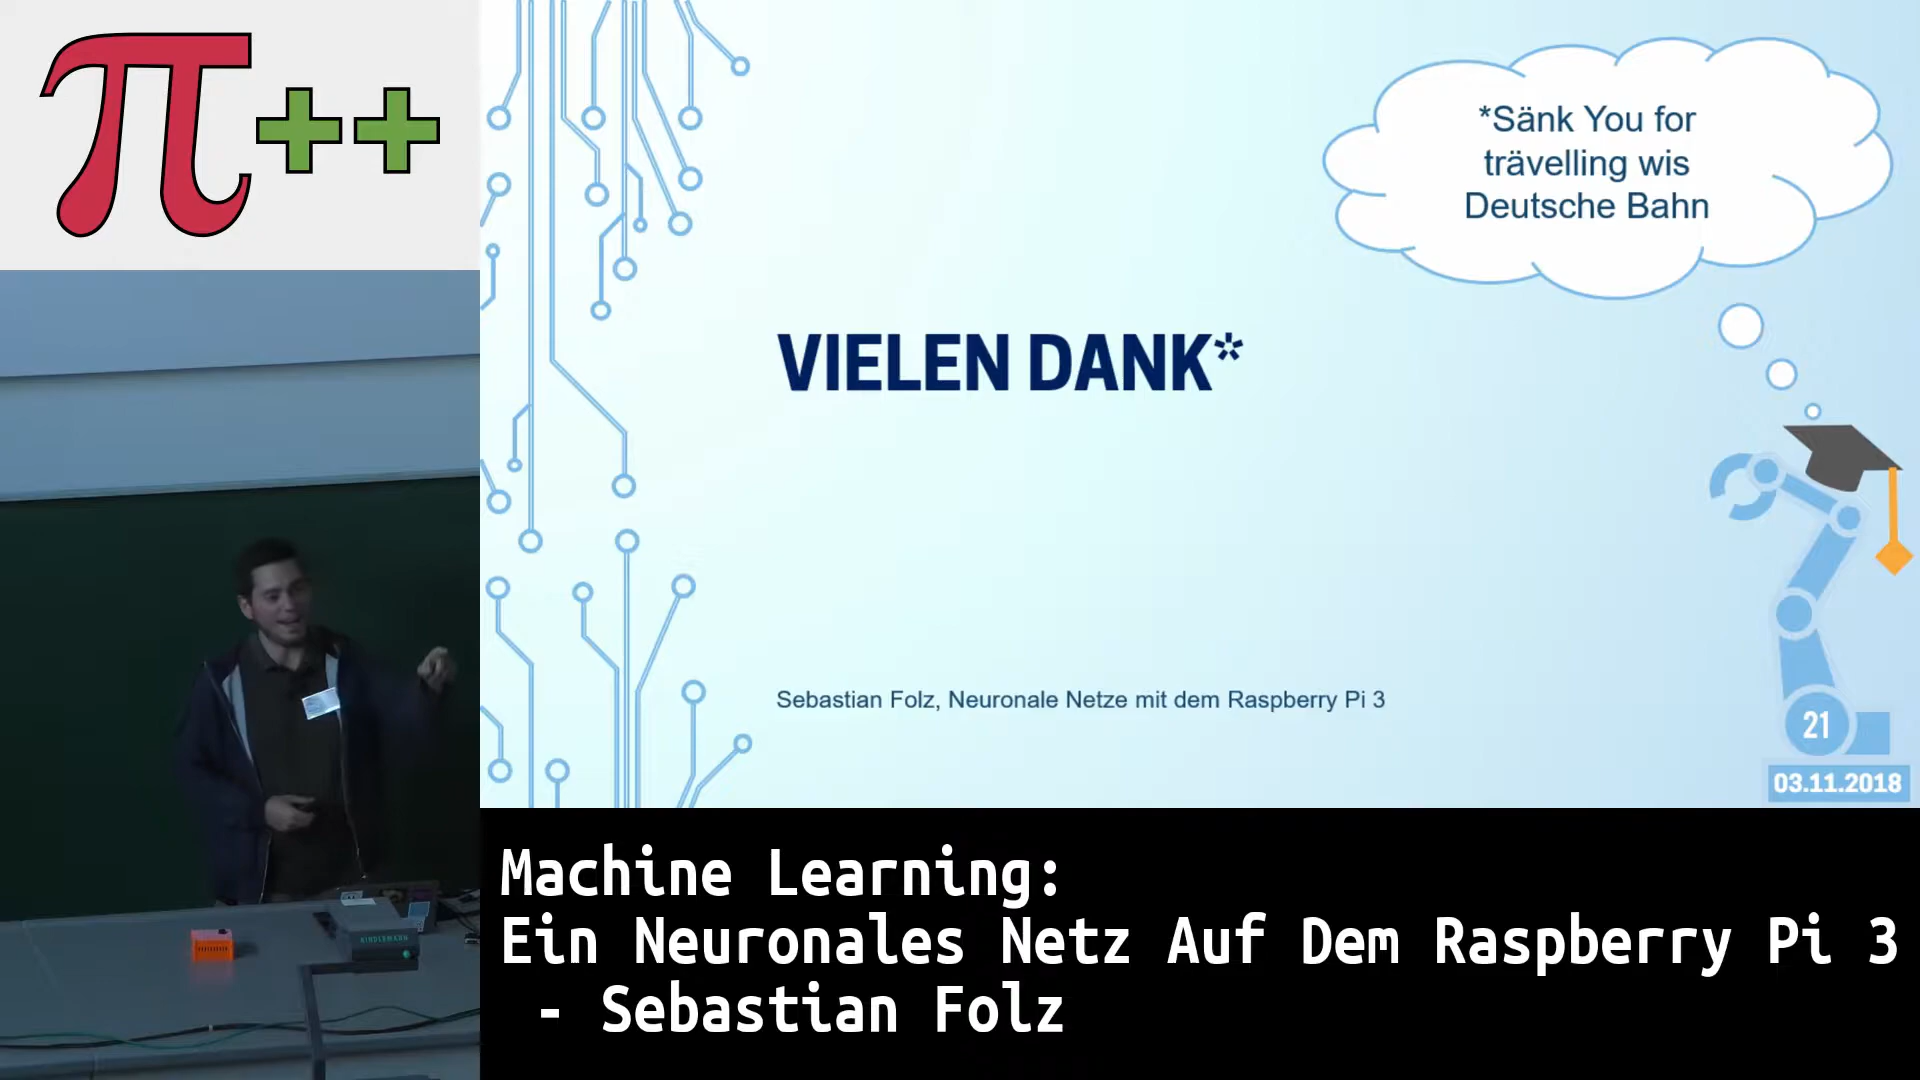 π++
*Sänk You for
trävelling wis
Deutsche Bahn
VIELEN DANK*
Sebastian Folz, Neuronale Netze mit dem Raspberry Pi 3
21
03.11.2018
KINDERMANN
Machine Learning:
Ein Neuronales Netz Auf Dem Raspberry Pi 3
- Sebastian Folz